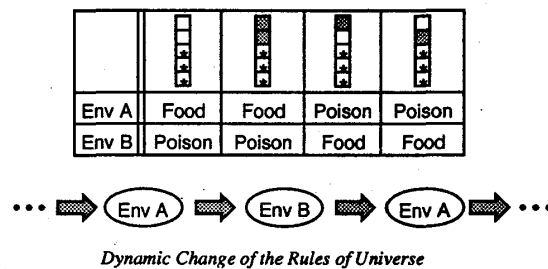 * * * *
* * * *
* * * *
Env A Food Food Poison Poison
Env B Poison Poison Food Food
••• Env A Env B Env A •••
Dynamic Change of the Rules of Universe